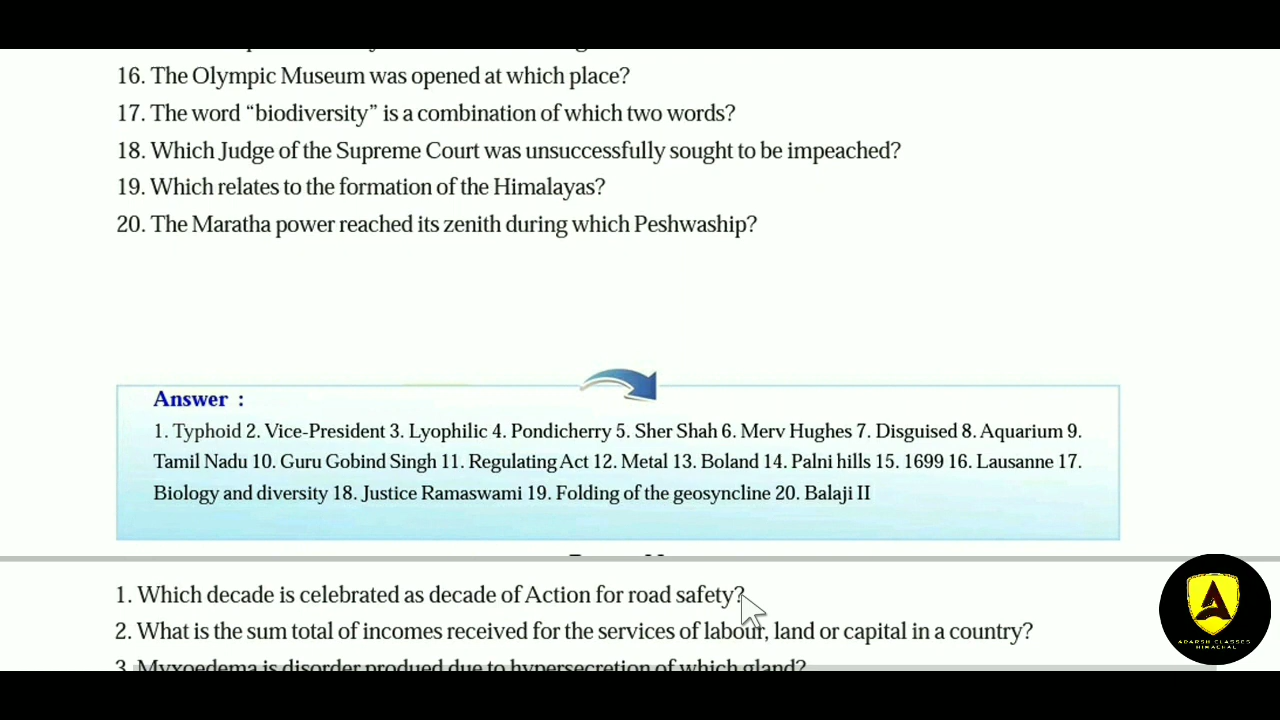 16. The Olympic Museum was opened at which place?
17. The word “biodiversity” is a combination of which two words?
18. Which Judge of the Supreme Court was unsuccessfully sought to be impeached?
19. Which relates to the formation of the Himalayas?
20. The Maratha power reached its zenith during which Peshwaship?
Answer :
1. Typhoid 2. Vice-President 3. Lyophilic 4. Pondicherry 5. Sher Shah 6. Merv Hughes 7. Disguised 8. Aquarium 9.
Tamil Nadu 10. Guru Gobind Singh 11. Regulating Act 12. Metal 13. Boland 14. Palni hills 15. 1699 16. Lausanne 17.
Biology and diversity 18. Justice Ramaswami 19. Folding of the geosyncline 20. Balaji II
1. Which decade is celebrated as decade of Action for road safety?
2. What is the sum total of incomes received for the services of labour, land or capital in a country?
3. Myxoedema is disorder produed due to hypersecretion of which gland?
ADARSH CLASSES
HIMACHAL